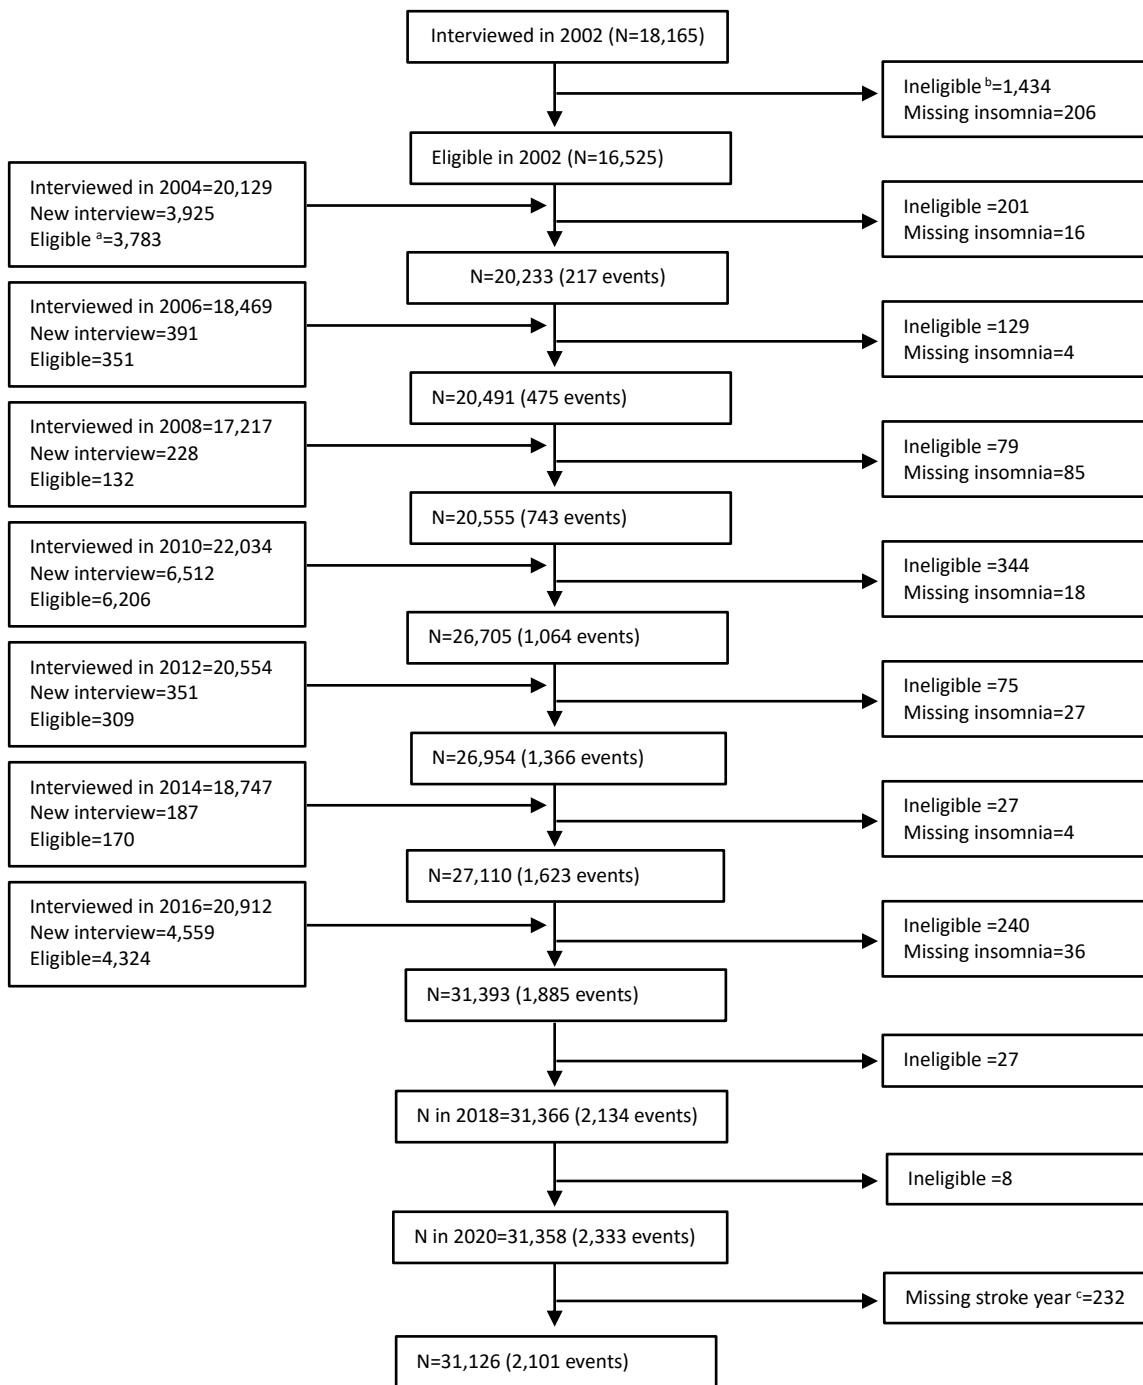 Interviewed in 2002 (N=18,165)
Ineligible ᵇ=1,434
Missing insomnia=206
Eligible in 2002 (N=16,525)
Interviewed in 2004=20,129
New interview=3,925
Eligible ᵃ=3,783
Ineligible =201
Missing insomnia=16
N=20,233 (217 events)
Interviewed in 2006=18,469
New interview=391
Eligible=351
Ineligible =129
Missing insomnia=4
N=20,491 (475 events)
Interviewed in 2008=17,217
New interview=228
Eligible=132
Ineligible =79
Missing insomnia=85
N=20,555 (743 events)
Interviewed in 2010=22,034
New interview=6,512
Eligible=6,206
Ineligible =344
Missing insomnia=18
N=26,705 (1,064 events)
Interviewed in 2012=20,554
New interview=351
Eligible=309
Ineligible =75
Missing insomnia=27
N=26,954 (1,366 events)
Interviewed in 2014=18,747
New interview=187
Eligible=170
Ineligible =27
Missing insomnia=4
N=27,110 (1,623 events)
Interviewed in 2016=20,912
New interview=4,559
Eligible=4,324
Ineligible =240
Missing insomnia=36
N=31,393 (1,885 events)
Ineligible =27
N in 2018=31,366 (2,134 events)
Ineligible =8
N in 2020=31,358 (2,333 events)
Missing stroke year ᶜ=232
N=31,126 (2,101 events)